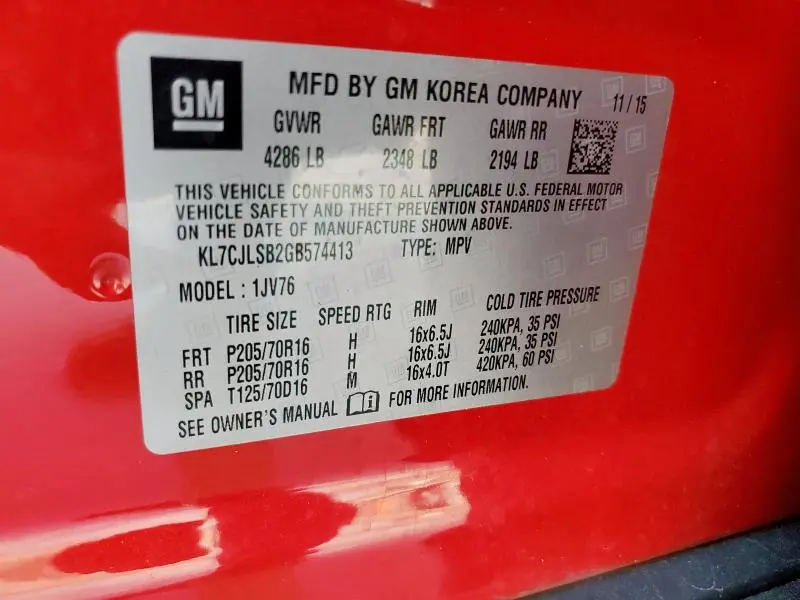 GM
MFD BY GM KOREA COMPANY 11 / 15
GVWR GAWR FRT GAWR RR
4286 LB 2348 LB 2194 LB
THIS VEHICLE CONFORMS TO ALL APPLICABLE U.S. FEDERAL MOTOR
VEHICLE SAFETY AND THEFT PREVENTION STANDARDS IN EFFECT
ON THE DATE OF MANUFACTURE SHOWN ABOVE.
KL7CJLSB2GB574413 TYPE: MPV
MODEL : 1JV76
TIRE SIZE SPEED RTG RIM COLD TIRE PRESSURE
FRT P205/70R16 H 16x6.5J 240KPA, 35 PSI
RR P205/70R16 H 16x6.5J 240KPA, 35 PSI
SPA T125/70D16 M 16x4.0T 420KPA, 60 PSI
SEE OWNER'S MANUAL i FOR MORE INFORMATION.